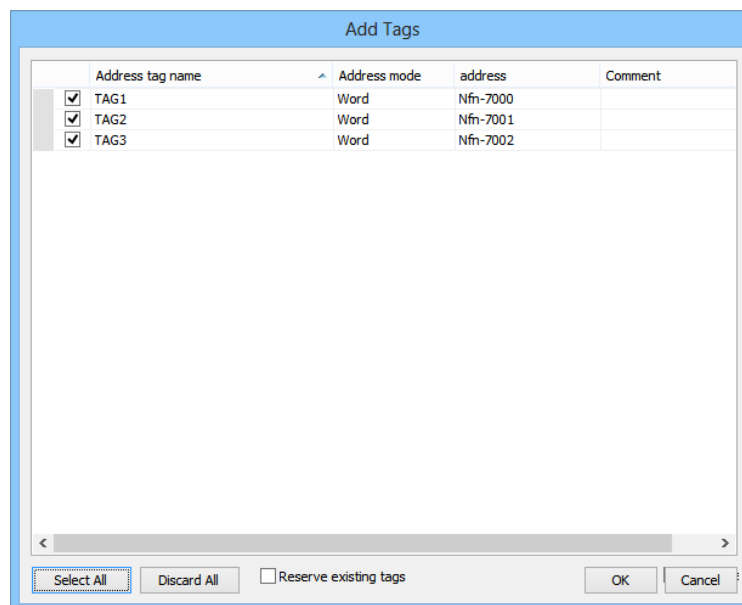 Add Tags
Address tag name Address mode address Comment
TAG1 Word Nfn-7000
TAG2 Word Nfn-7001
TAG3 Word Nfn-7002
Select All Discard All Reserve existing tags OK Cancel